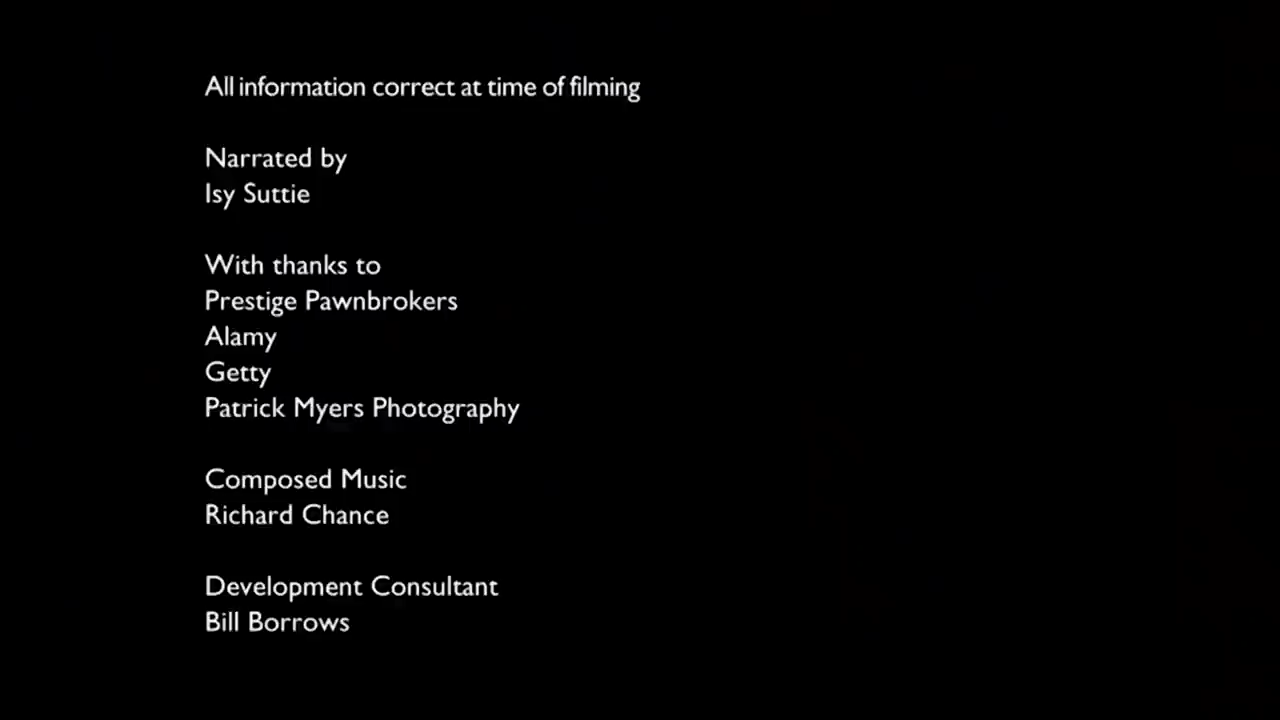 All information correct at time of filming
Narrated by
Isy Suttie
With thanks to
Prestige Pawnbrokers
Alamy
Getty
Patrick Myers Photography
Composed Music
Richard Chance
Development Consultant
Bill Borrows